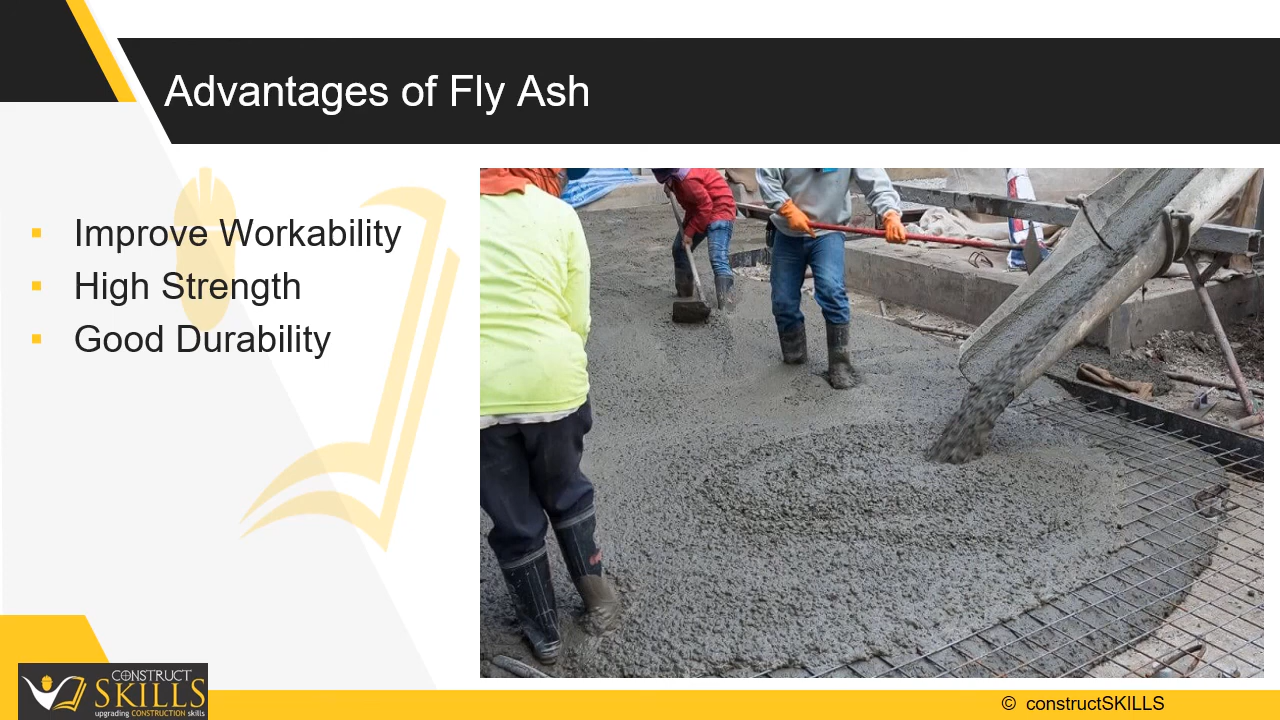 Advantages of Fly Ash
▪ Improve Workability
▪ High Strength
▪ Good Durability
CONSTRUCT
SKILLS
upgrading CONSTRUCTION skills
© constructSKILLS